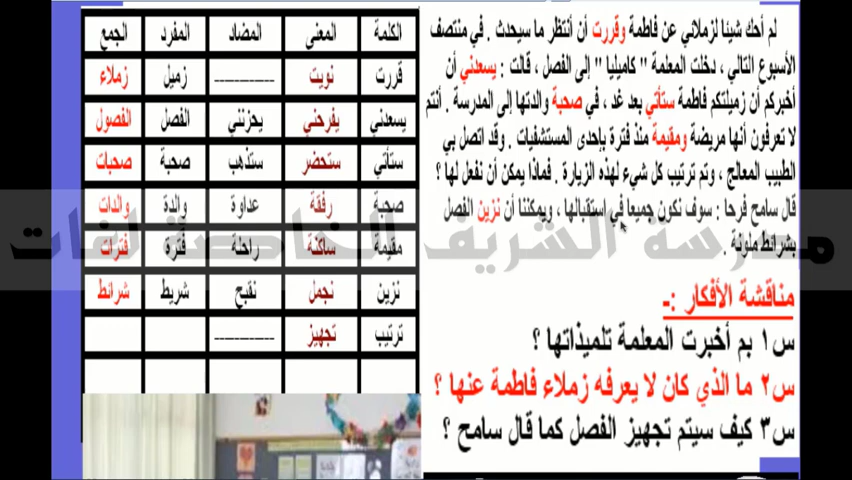 لم أحك شيئا لزملائي عن فاطمة وقررت أن أنتظر ما سيحدث . في منتصف
الأسبوع التالي ، دخلت المعلمة " كاميليا " إلى الفصل ، قالت : يسعدني أن
أخبركم أن زميلتكم فاطمة ستأتي بعد غد ، في صحبة والدتها إلى المدرسة . أنتم
لا تعرفون أنها مريضة ومقيمة منذ فترة بإحدى المستشفيات . وقد اتصل بي
الطبيب المعالج ، وتم ترتيب كل شيء لهذه الزيارة . فماذا يمكن أن نفعل لها ؟
قال سامح فرحا : سوف نكون جميعا في استقبالها ، ويمكننا أن نزين الفصل
بشرائط ملونة .
مناقشة الأفكار :-
س١ بم أخبرت المعلمة تلميذاتها ؟
س٢ ما الذي كان لا يعرفه زملاء فاطمة عنها ؟
س٣ كيف سيتم تجهيز الفصل كما قال سامح ؟
الكلمة المعنى المضاد المفرد الجمع
قررت نويت ---------- زميل زملاء
يسعدني يفرحني يحزنني الفصل الفصول
ستأتي ستحضر ستذهب صحبة صحبات
صحبة رفقة عداوة والدة والدات
مقيمة ساكنة راحلة فترة فترات
نزين نجمل نقبح شريط شرائط
ترتيب تجهيز ----------
مدرسة الشريف الخاصة لغات